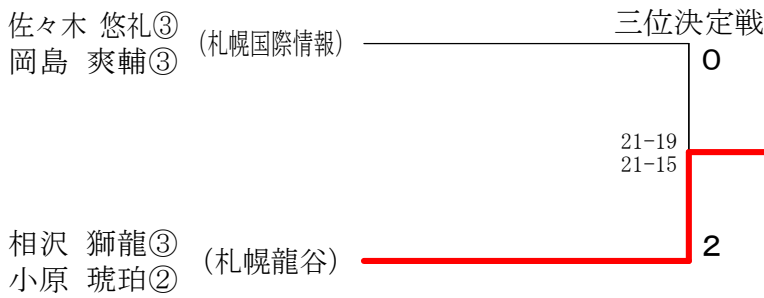 三位決定戦
佐々木 悠礼③
岡島 爽輔③
(札幌国際情報)
0
21-19
21-15
相沢 獅龍③
小原 琥珀②
(札幌龍谷)
2